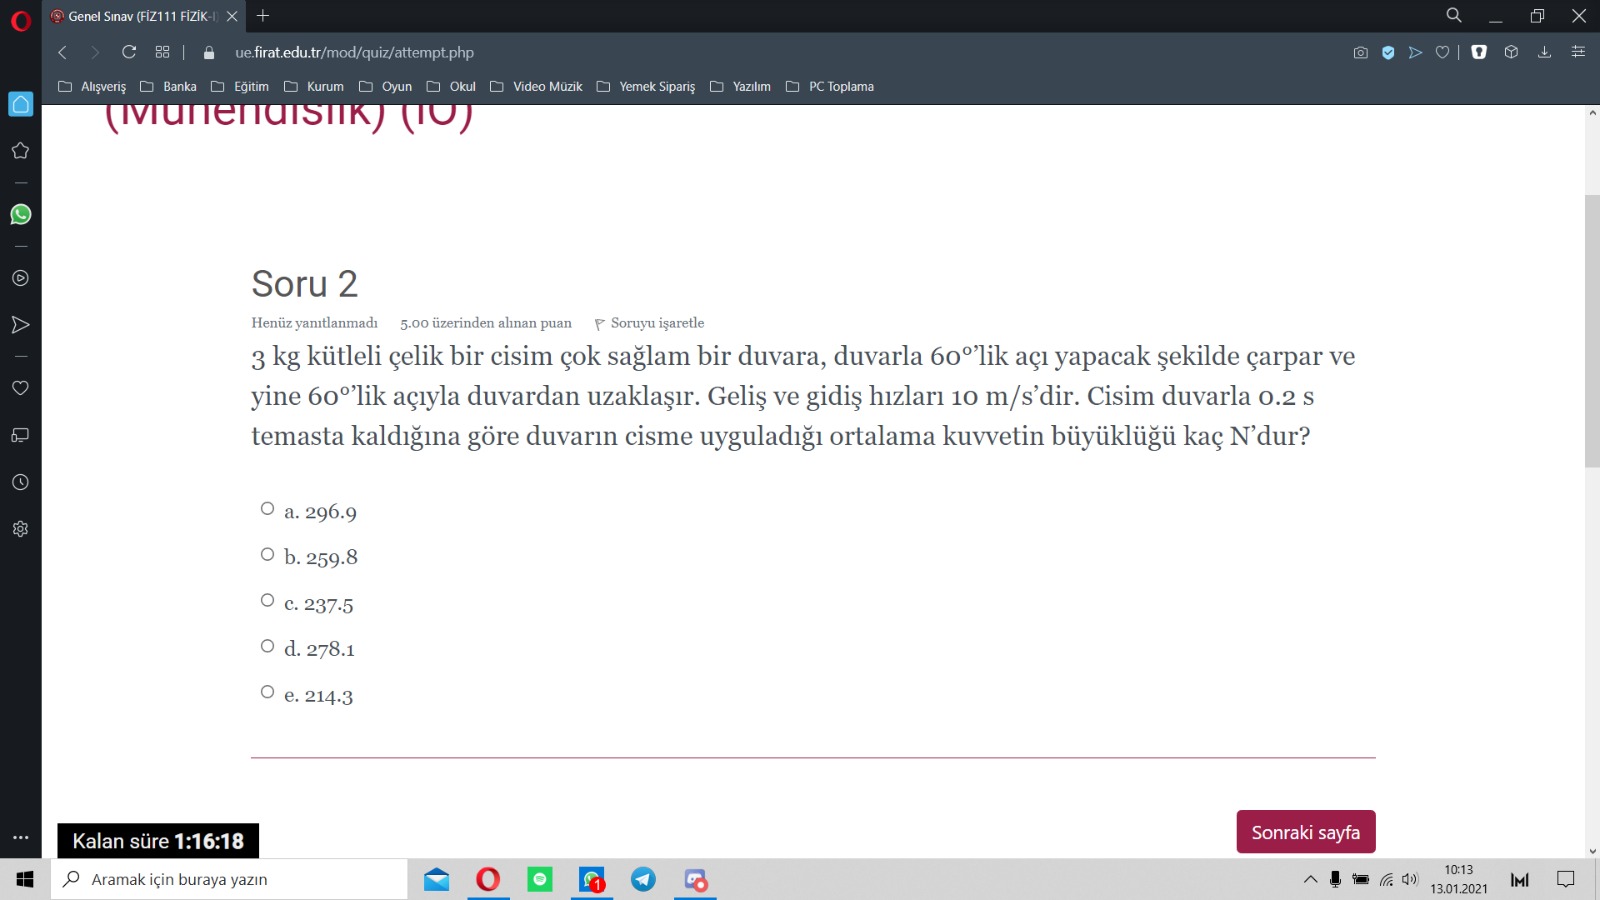 Genel Sınav (FİZ111 FİZİK-I)
ue.firat.edu.tr/mod/quiz/attempt.php
Alışveriş Banka Eğitim Kurum Oyun Okul Video Müzik Yemek Sipariş Yazılım PC Toplama
(Mühendislik) (İÖ)
Soru 2
Henüz yanıtlanmadı 5.00 üzerinden alınan puan Soruyu işaretle
3 kg kütleli çelik bir cisim çok sağlam bir duvara, duvarla 60°’lik açı yapacak şekilde çarpar ve
yine 60°’lik açıyla duvardan uzaklaşır. Geliş ve gidiş hızları 10 m/s’dir. Cisim duvarla 0.2 s
temasta kaldığına göre duvarın cisme uyguladığı ortalama kuvvetin büyüklüğü kaç N’dur?
a. 296.9
b. 259.8
c. 237.5
d. 278.1
e. 214.3
Sonraki sayfa
Kalan süre 1:16:18
Aramak için buraya yazın
1
10:13
13.01.2021